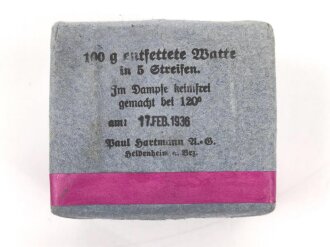 100 g entfettete Watte
in 5 Streifen.
Im Dampfe keimfrei
gemacht bei 120°
am: 17. FEB. 1936
Paul Hartmann A.-G.
Heidenheim a. Brz.